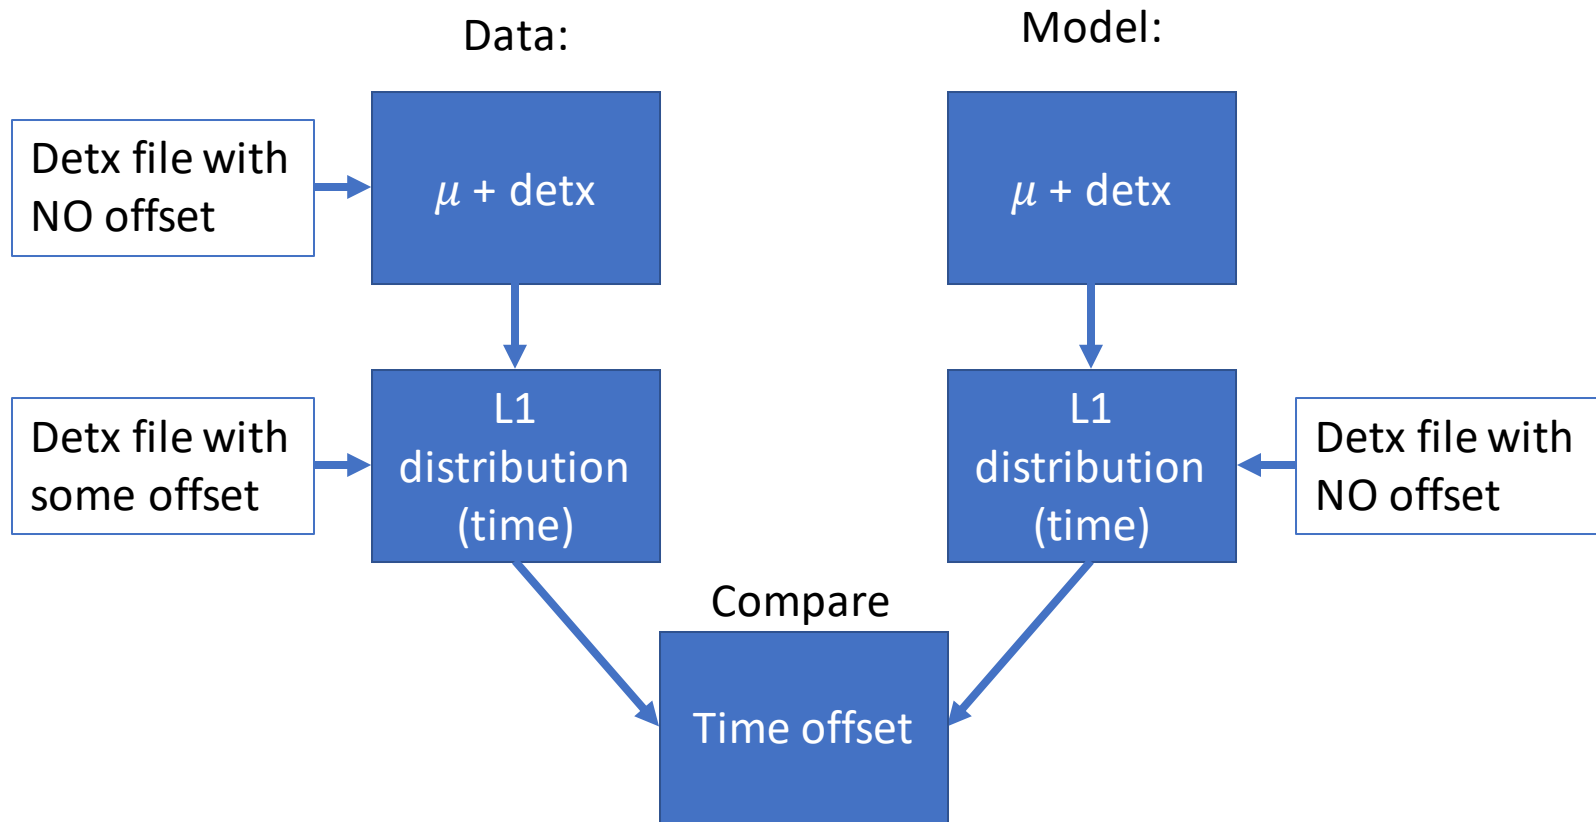 Data:
Model:
Detx file with
NO offset
𝜇 + detx
𝜇 + detx
Detx file with
some offset
L1
distribution
(time)
L1
distribution
(time)
Detx file with
NO offset
Compare
Time offset